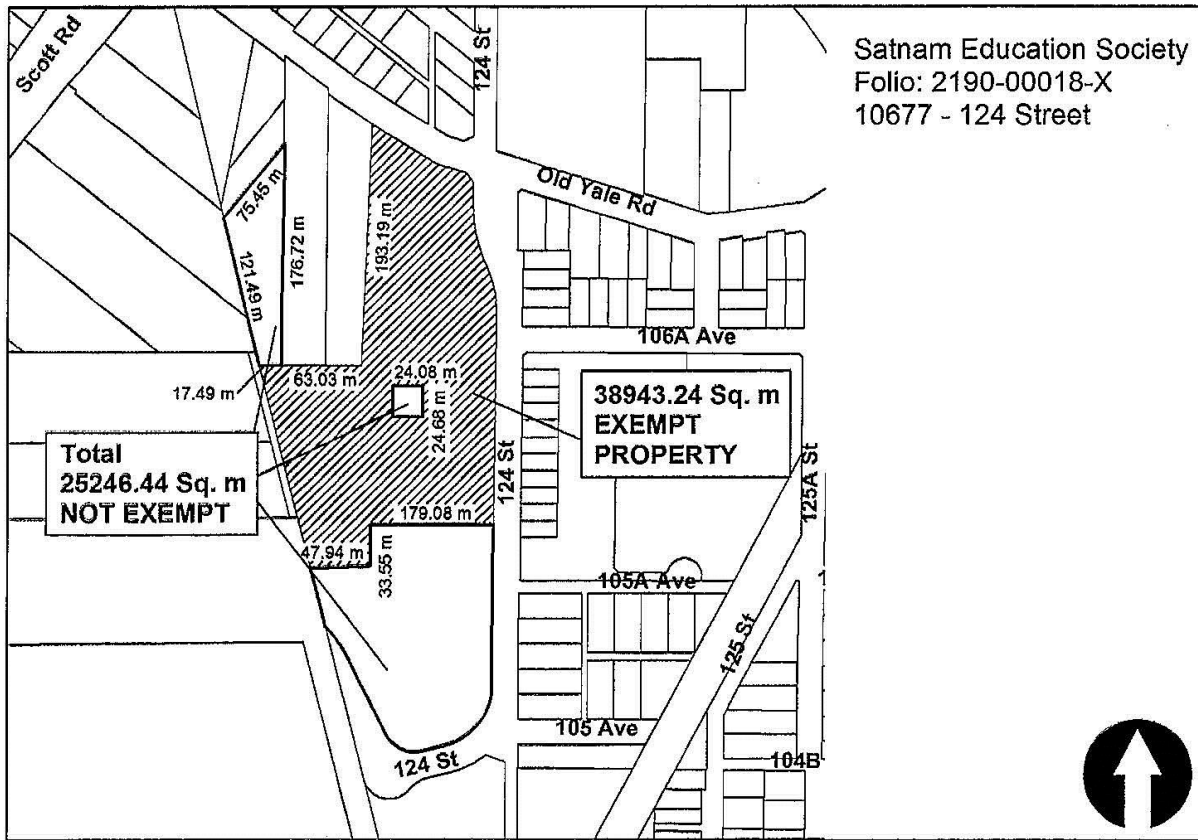 Satnam Education Society
Folio: 2190-00018-X
10677 - 124 Street
Scott Rd
124 St
Old Yale Rd
75.45 m
176.72 m
193.19 m
121.49 m
106A Ave
17.49 m
63.03 m
24.08 m
24.68 m
38943.24 Sq. m
EXEMPT
PROPERTY
Total
25246.44 Sq. m
NOT EXEMPT
124 St
125A St
179.08 m
47.94 m
33.55 m
105A Ave
125 St
105 Ave
124 St
104B